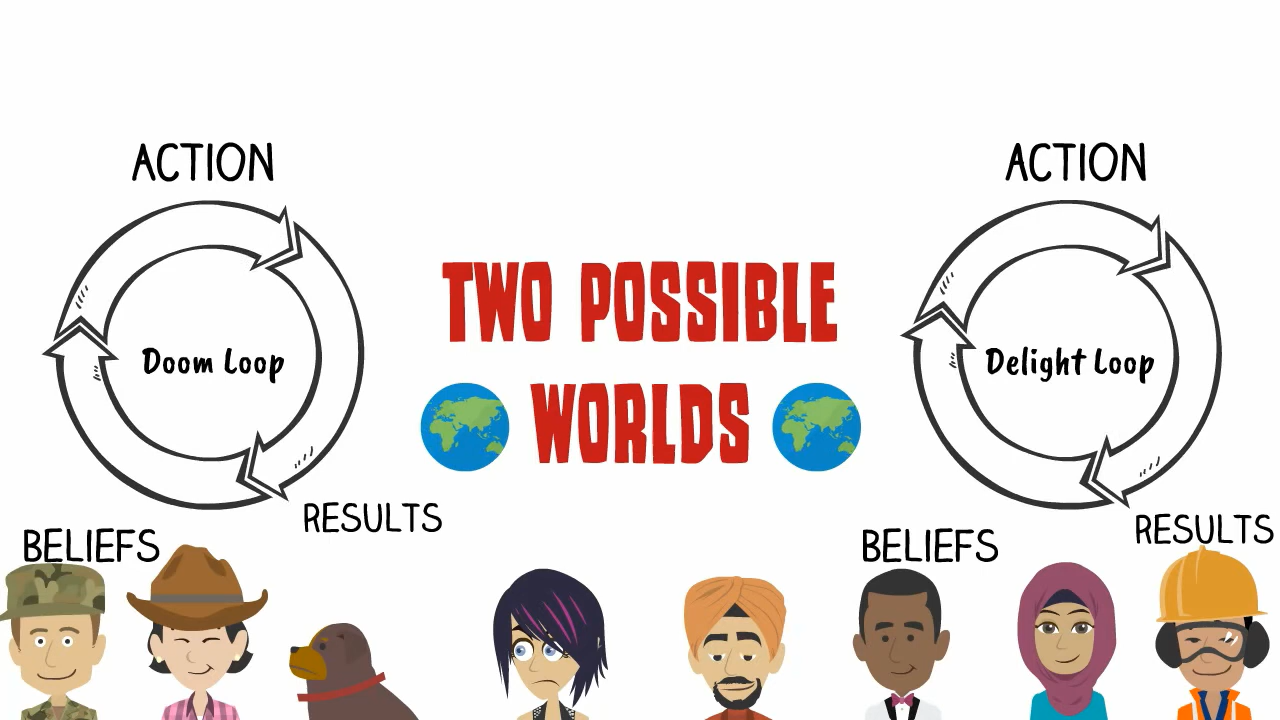 ACTION
Doom Loop
RESULTS
BELIEFS
TWO POSSIBLE
WORLDS
ACTION
Delight Loop
RESULTS
BELIEFS